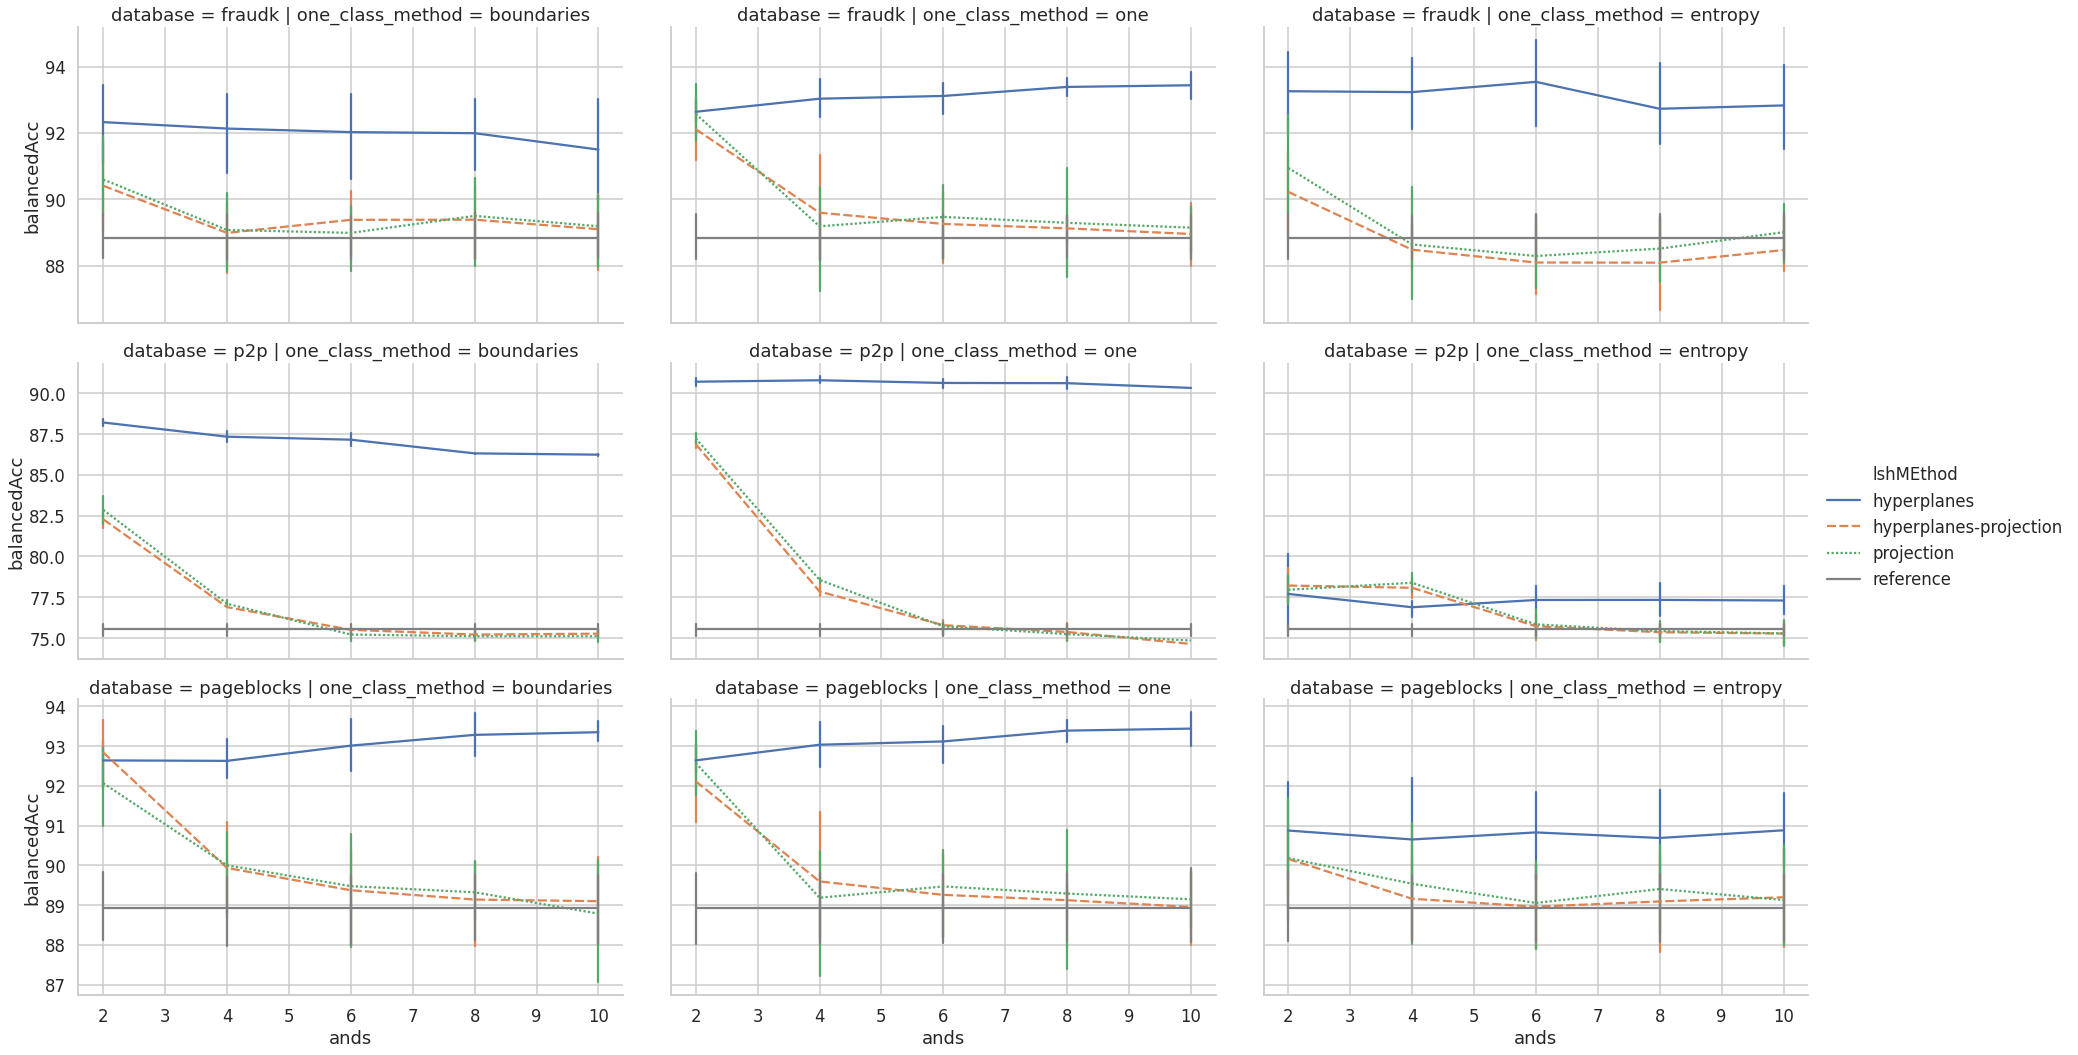 database = fraudk | one_class_method = boundaries
database = fraudk | one_class_method = one
database = fraudk | one_class_method = entropy
94
92
90
88
balancedAcc
database = p2p | one_class_method = boundaries
database = p2p | one_class_method = one
database = p2p | one_class_method = entropy
90.0
87.5
85.0
82.5
80.0
77.5
75.0
balancedAcc
lshMEthod
hyperplanes
hyperplanes-projection
projection
reference
database = pageblocks | one_class_method = boundaries
database = pageblocks | one_class_method = one
database = pageblocks | one_class_method = entropy
94
93
92
91
90
89
88
87
balancedAcc
2 3 4 5 6 7 8 9 10
ands
2 3 4 5 6 7 8 9 10
ands
2 3 4 5 6 7 8 9 10
ands